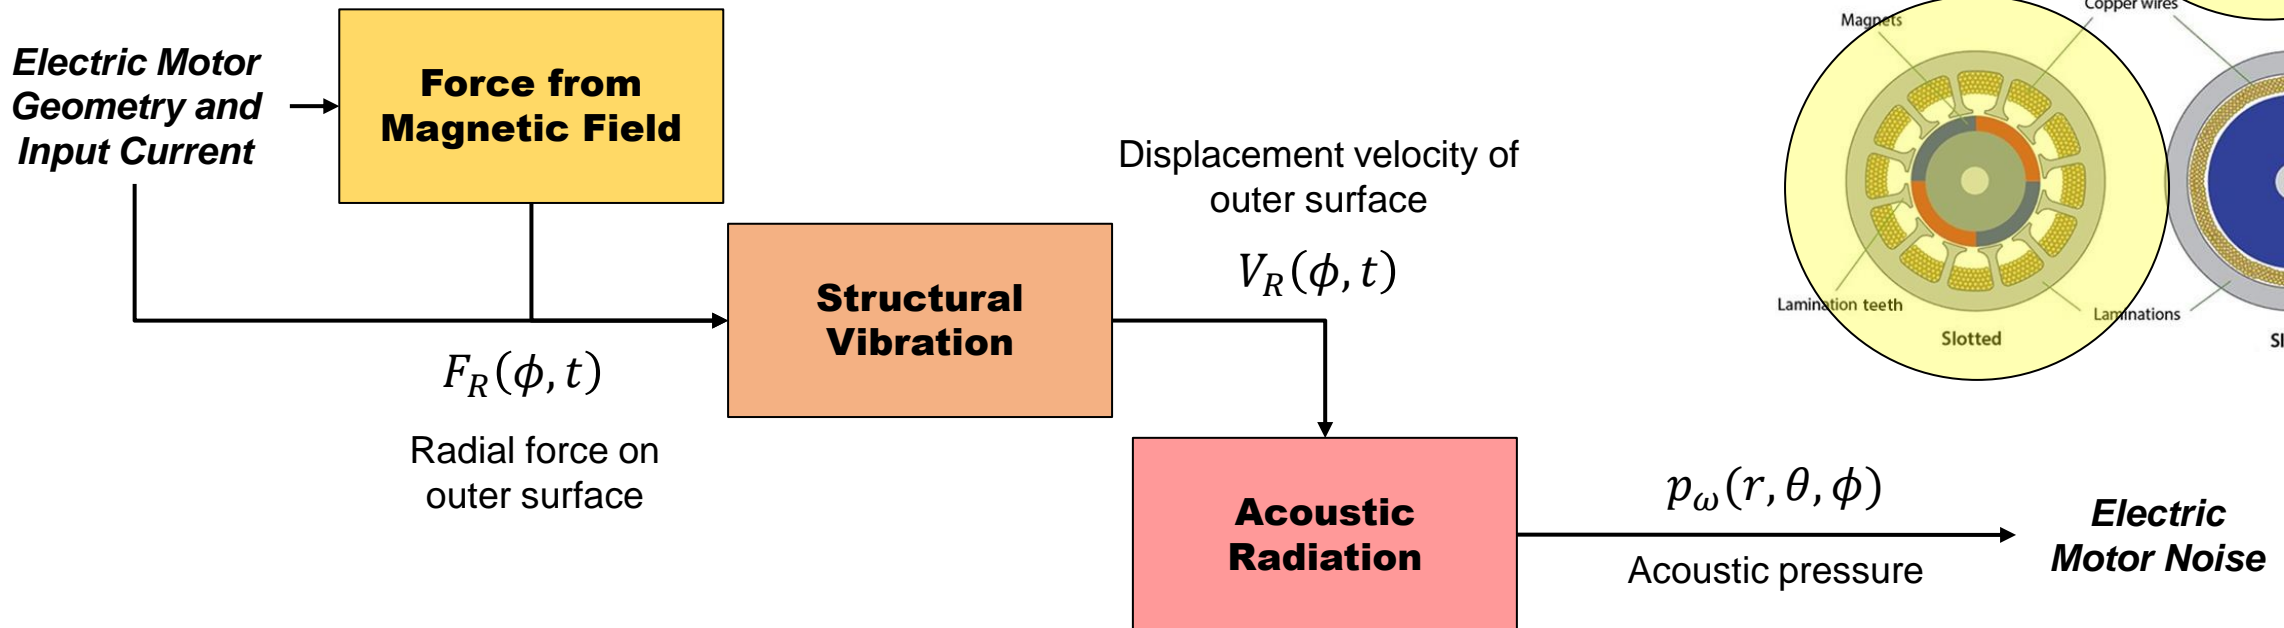 Electric Motor
Geometry and
Input Current
Force from
Magnetic Field
F_R(ϕ, t)
Radial force on
outer surface
Structural
Vibration
Displacement velocity of
outer surface
V_R(ϕ, t)
Acoustic
Radiation
p_ω(r, θ, ϕ)
Acoustic pressure
Electric
Motor Noise
Magnets
Copper wires
Lamination teeth
Laminations
Slotted
Sl